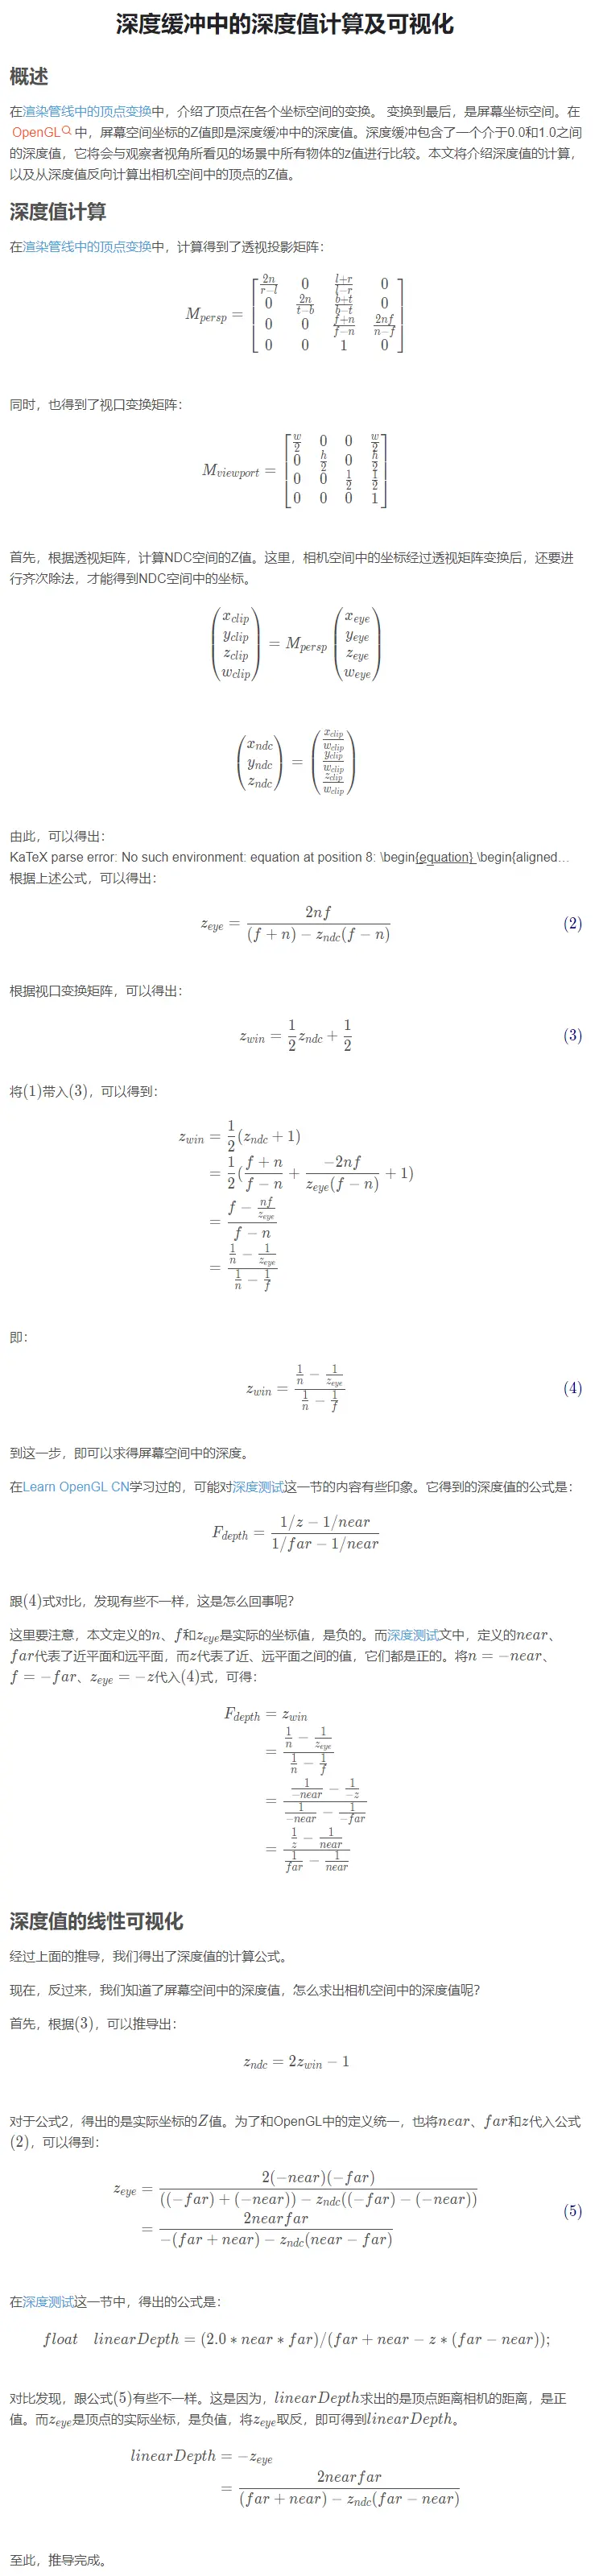 深度缓冲中的深度值计算及可视化
概述
在渲染管线中的顶点变换中，介绍了顶点在各个坐标空间的变换。 变换到最后，是屏幕坐标空间。在
OpenGL 中，屏幕空间坐标的Z值即是深度缓冲中的深度值。深度缓冲包含了一个介于0.0和1.0之间
的深度值，它将会与观察者视角所看见的场景中所有物体的z值进行比较。本文将介绍深度值的计算，
以及从深度值反向计算出相机空间中的顶点的Z值。
深度值计算
在渲染管线中的顶点变换中，计算得到了透视投影矩阵：
M_{persp} = \begin{bmatrix} \frac{2n}{r-l} & 0 & \frac{l+r}{l-r} & 0 \\ 0 & \frac{2n}{t-b} & \frac{b+t}{b-t} & 0 \\ 0 & 0 & \frac{f+n}{f-n} & \frac{2nf}{n-f} \\ 0 & 0 & 1 & 0 \end{bmatrix}
同时，也得到了视口变换矩阵：
M_{viewport} = \begin{bmatrix} \frac{w}{2} & 0 & 0 & \frac{w}{2} \\ 0 & \frac{h}{2} & 0 & \frac{h}{2} \\ 0 & 0 & \frac{1}{2} & \frac{1}{2} \\ 0 & 0 & 0 & 1 \end{bmatrix}
首先，根据透视矩阵，计算NDC空间的Z值。这里，相机空间中的坐标经过透视矩阵变换后，还要进
行齐次除法，才能得到NDC空间中的坐标。
\begin{pmatrix} x_{clip} \\ y_{clip} \\ z_{clip} \\ w_{clip} \end{pmatrix} = M_{persp} \begin{pmatrix} x_{eye} \\ y_{eye} \\ z_{eye} \\ w_{eye} \end{pmatrix}
\begin{pmatrix} x_{ndc} \\ y_{ndc} \\ z_{ndc} \end{pmatrix} = \begin{pmatrix} \frac{x_{clip}}{w_{clip}} \\ \frac{y_{clip}}{w_{clip}} \\ \frac{z_{clip}}{w_{clip}} \end{pmatrix}
由此，可以得出：
KaTeX parse error: No such environment: equation at position 8: \begin{equation} \begin{aligned…
根据上述公式，可以得出：
z_{eye} = \frac{2nf}{(f+n) - z_{ndc}(f-n)} (2)
根据视口变换矩阵，可以得出：
z_{win} = \frac{1}{2}z_{ndc} + \frac{1}{2} (3)
将(1)带入(3)，可以得到：
z_{win} = \frac{1}{2}(z_{ndc} + 1)
= \frac{1}{2}(\frac{f+n}{f-n} + \frac{-2nf}{z_{eye}(f-n)} + 1)
= \frac{f - \frac{nf}{z_{eye}}}{f-n}
= \frac{\frac{1}{n} - \frac{1}{z_{eye}}}{\frac{1}{n} - \frac{1}{f}}
即：
z_{win} = \frac{\frac{1}{n} - \frac{1}{z_{eye}}}{\frac{1}{n} - \frac{1}{f}} (4)
到这一步，即可以求得屏幕空间中的深度。
在Learn OpenGL CN学习过的，可能对深度测试这一节的内容有些印象。它得到的深度值的公式是：
F_{depth} = \frac{1/z - 1/near}{1/far - 1/near}
跟(4)式对比，发现有些不一样，这是怎么回事呢？
这里要注意，本文定义的n、f和z_{eye}是实际的坐标值，是负的。而深度测试文中，定义的near、
far代表了近平面和远平面，而z代表了近、远平面之间的值，它们都是正的。将n = −near、
f = −far、z_{eye} = −z代入(4)式，可得：
F_{depth} = z_{win}
= \frac{\frac{1}{n} - \frac{1}{z_{eye}}}{\frac{1}{n} - \frac{1}{f}}
= \frac{\frac{1}{-near} - \frac{1}{-z}}{\frac{1}{-near} - \frac{1}{-far}}
= \frac{\frac{1}{z} - \frac{1}{near}}{\frac{1}{far} - \frac{1}{near}}
深度值的线性可视化
经过上面的推导，我们得出了深度值的计算公式。
现在，反过来，我们知道了屏幕空间中的深度值，怎么求出相机空间中的深度值呢？
首先，根据(3)，可以推导出：
z_{ndc} = 2z_{win} - 1
对于公式2，得出的是实际坐标的Z值。为了和OpenGL中的定义统一，也将near、far和z代入公式
(2)，可以得到：
z_{eye} = \frac{2(-near)(-far)}{((-far) + (-near)) - z_{ndc}((-far) - (-near))}
= \frac{2nearfar}{-(far + near) - z_{ndc}(near - far)} (5)
在深度测试这一节中，得出的公式是：
float linearDepth = (2.0 * near * far)/(far + near − z * (far − near));
对比发现，跟公式(5)有些不一样。这是因为，linearDepth求出的是顶点距离相机的距离，是正
值。而z_{eye}是顶点的实际坐标，是负值，将z_{eye}取反，即可得到linearDepth。
linearDepth = -z_{eye}
= \frac{2nearfar}{(far + near) - z_{ndc}(far - near)}
至此，推导完成。